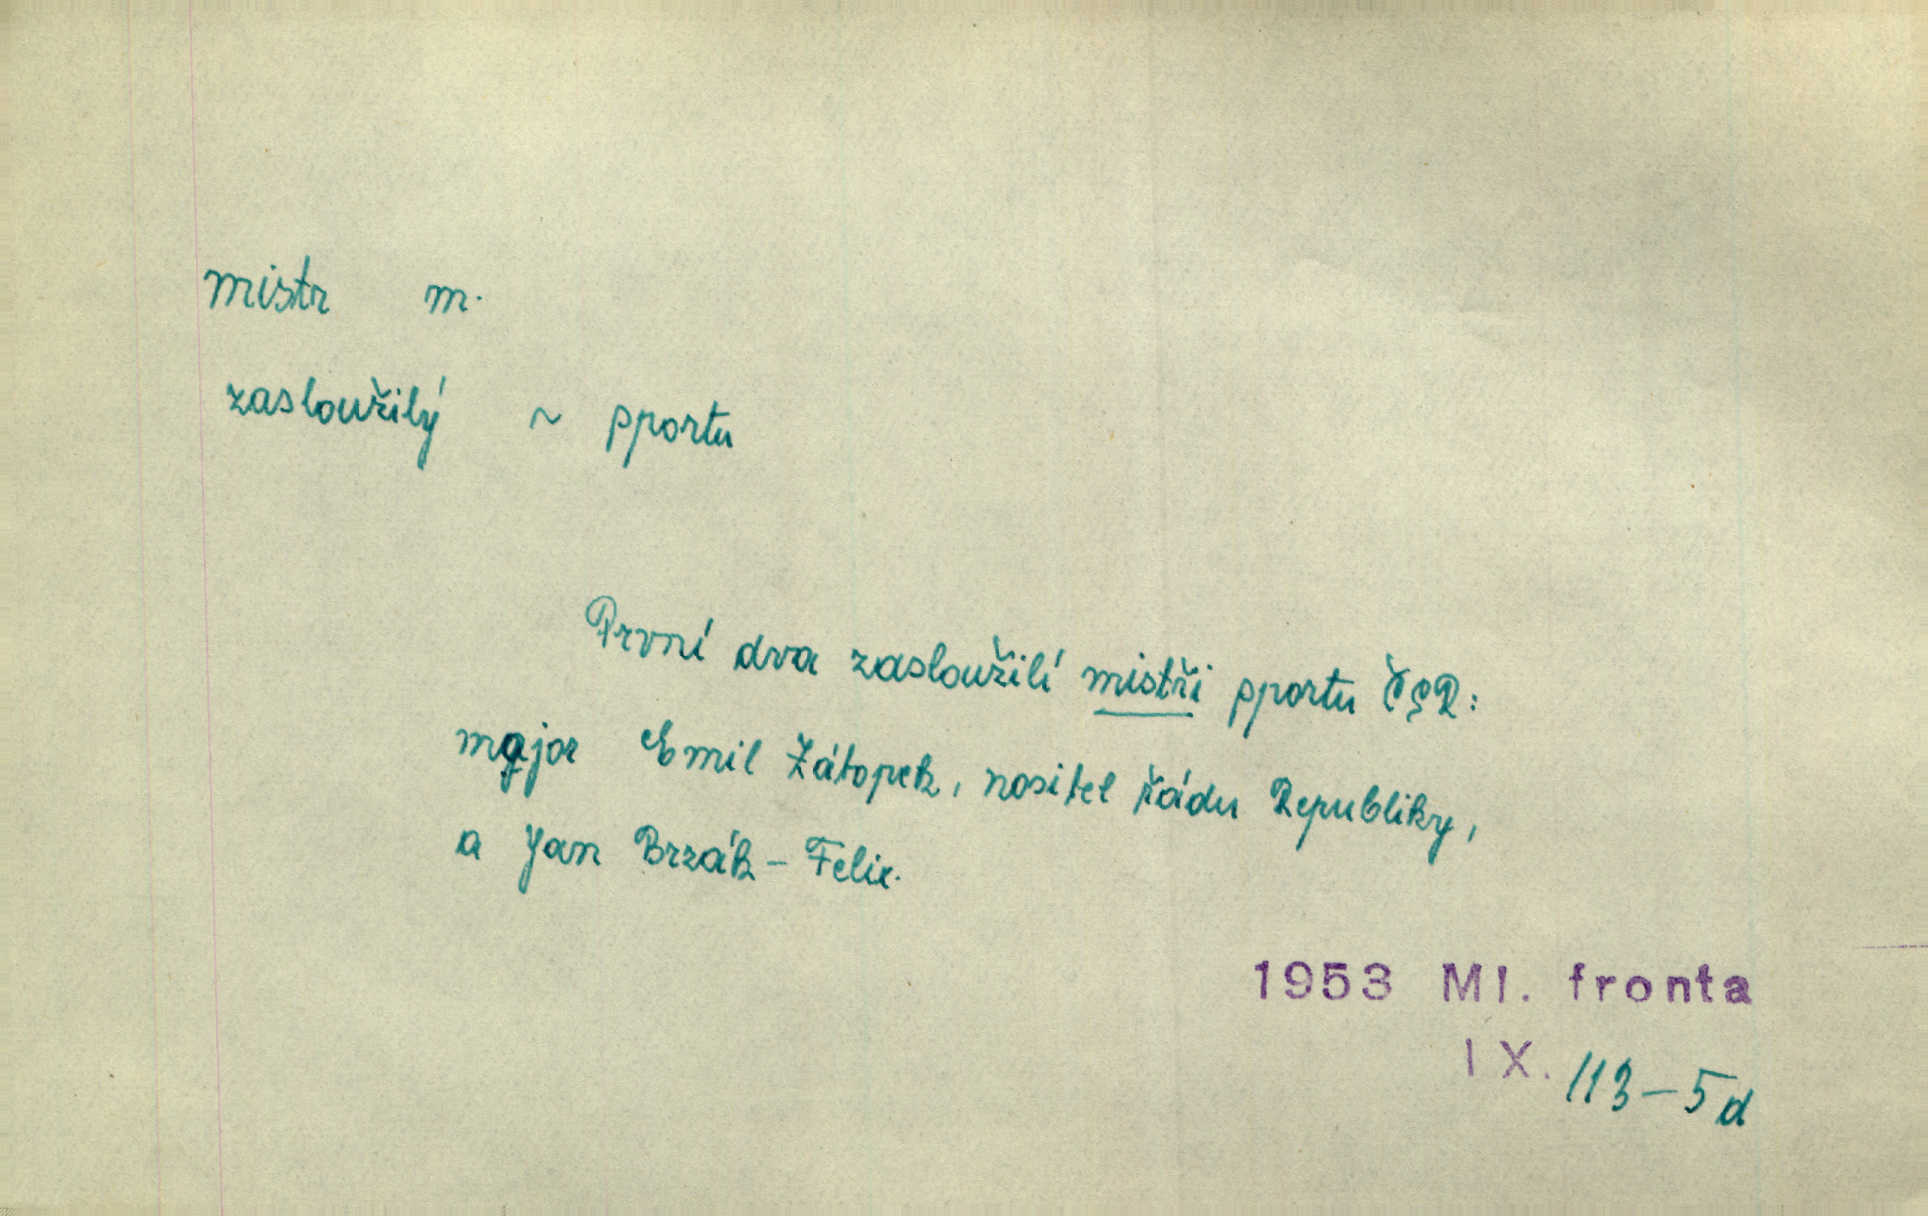 mistr m.
zasloužilý ~ sportu
První dva zasloužilí mistři sportu ČSR:
major Emil Zátopek, nositel řádu Republiky,
a Jan Brzák - Felix.
1953 Ml. fronta
IX. 113-5d